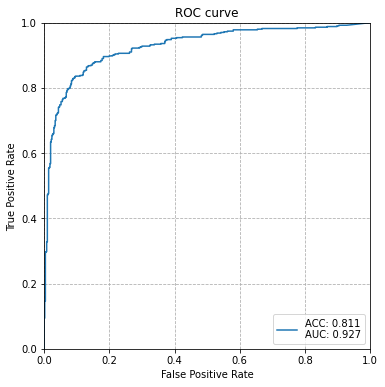 ROC curve
True Positive Rate
1.0
0.8
0.6
0.4
0.2
0.0
ACC: 0.811
AUC: 0.927
0.0 0.2 0.4 0.6 0.8 1.0
False Positive Rate